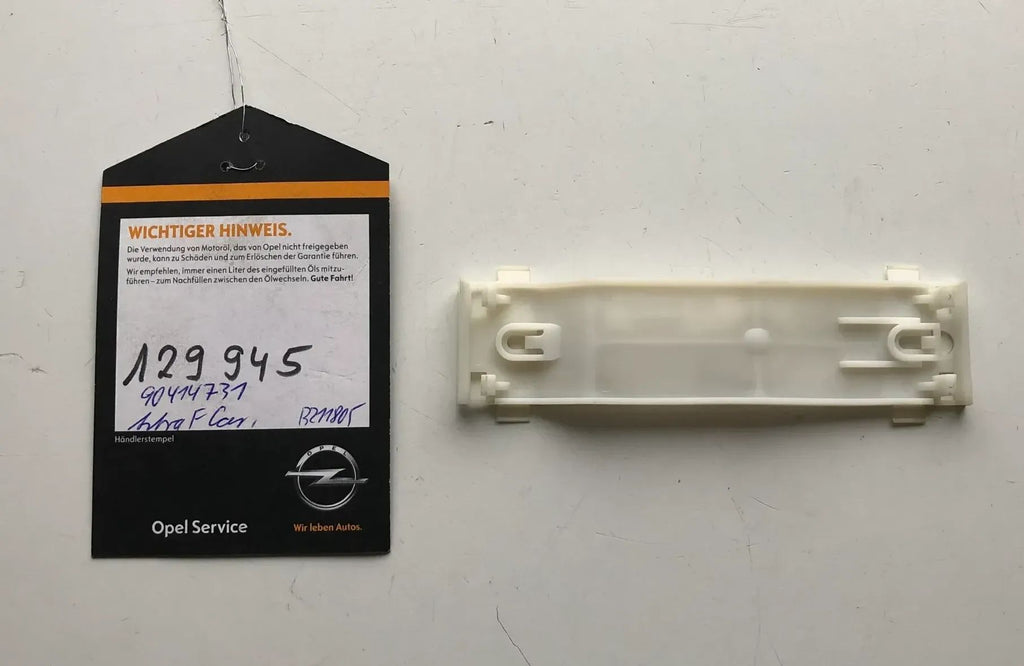 WICHTIGER HINWEIS.
Die Verwendung von Motoröl, das von Opel nicht freigegeben
wurde, kann zu Schäden und zum Erlöschen der Garantie führen.
Wir empfehlen, immer einen Liter des eingefüllten Öls mitzu-
führen – zum Nachfüllen zwischen den Ölwechseln. Gute Fahrt!
129 945
90414731
F Car. B211805
Händlerstempel
OPEL
Opel Service
Wir leben Autos.